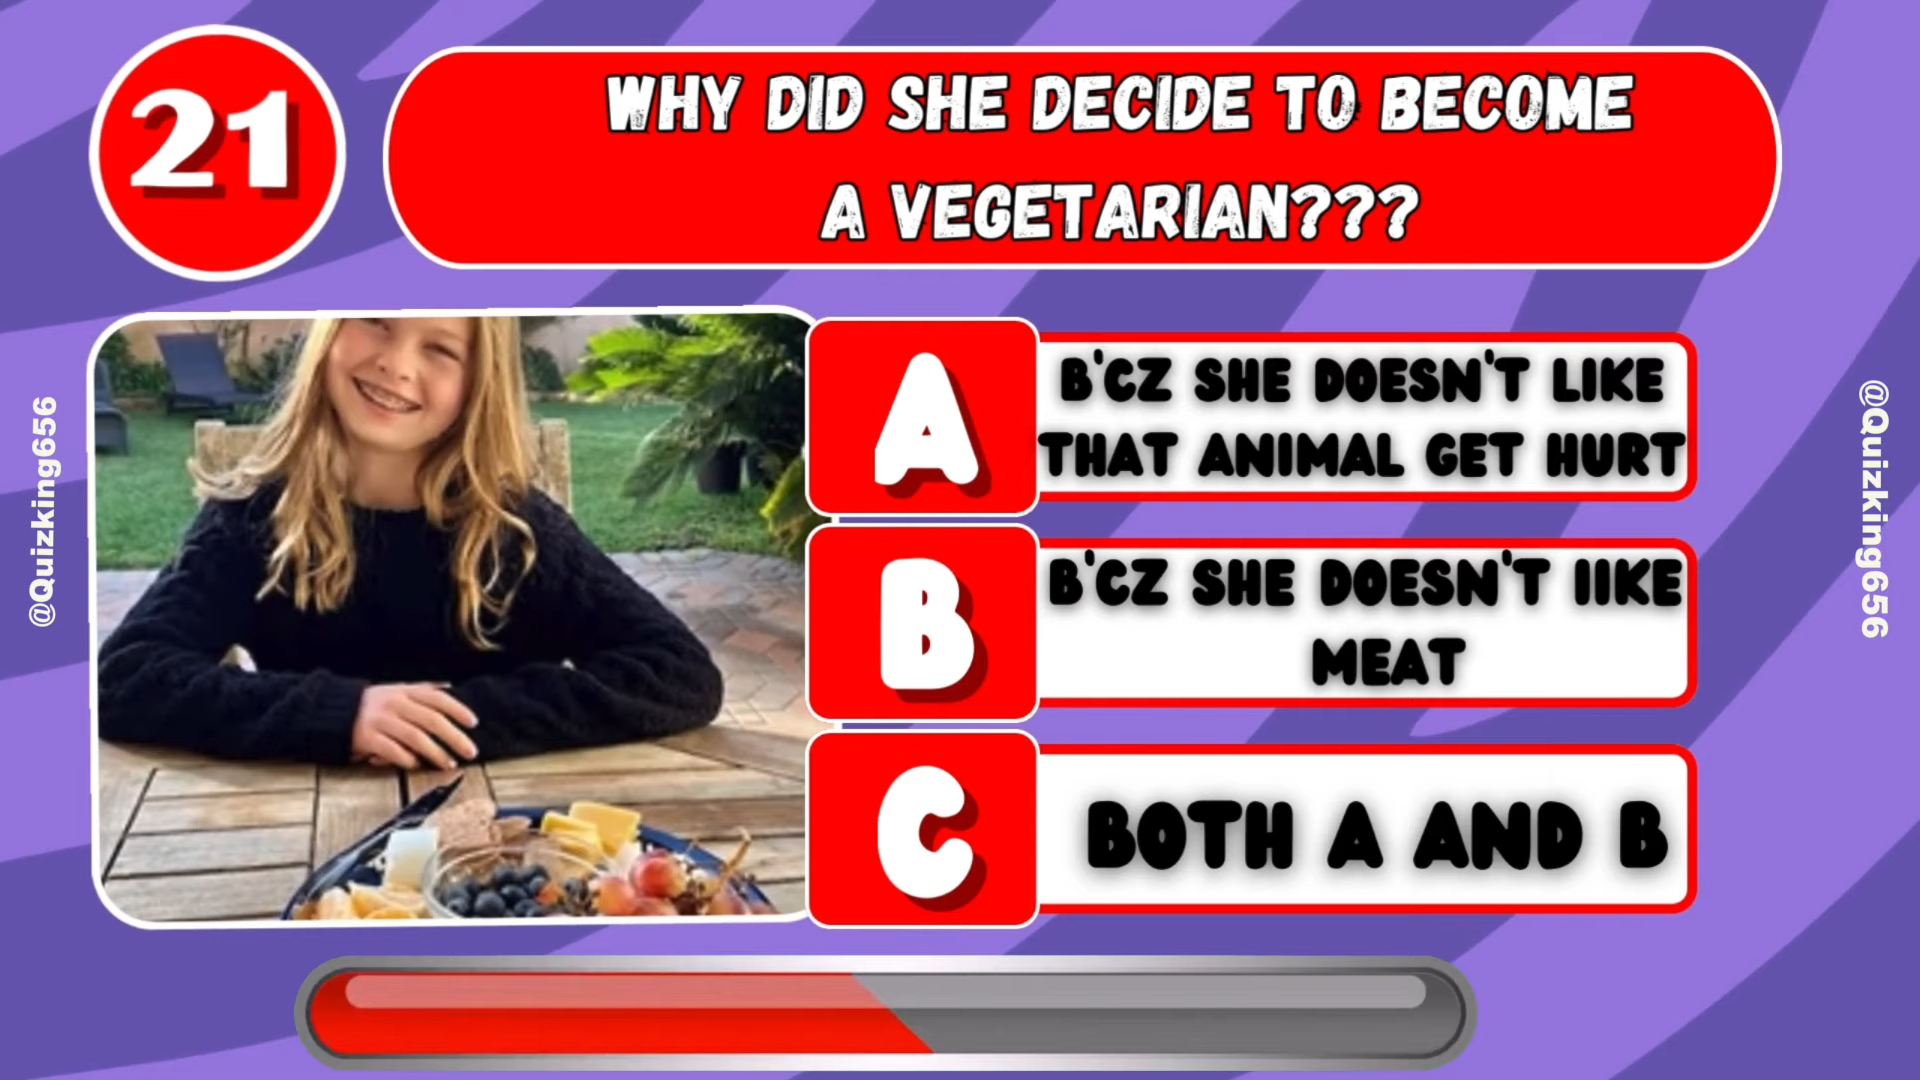 21
WHY DID SHE DECIDE TO BECOME
A VEGETARIAN???
@Quizking656
@Quizking656
A
B'CZ SHE DOESN'T LIKE
THAT ANIMAL GET HURT
B
B'CZ SHE DOESN'T IIKE
MEAT
C
BOTH A AND B